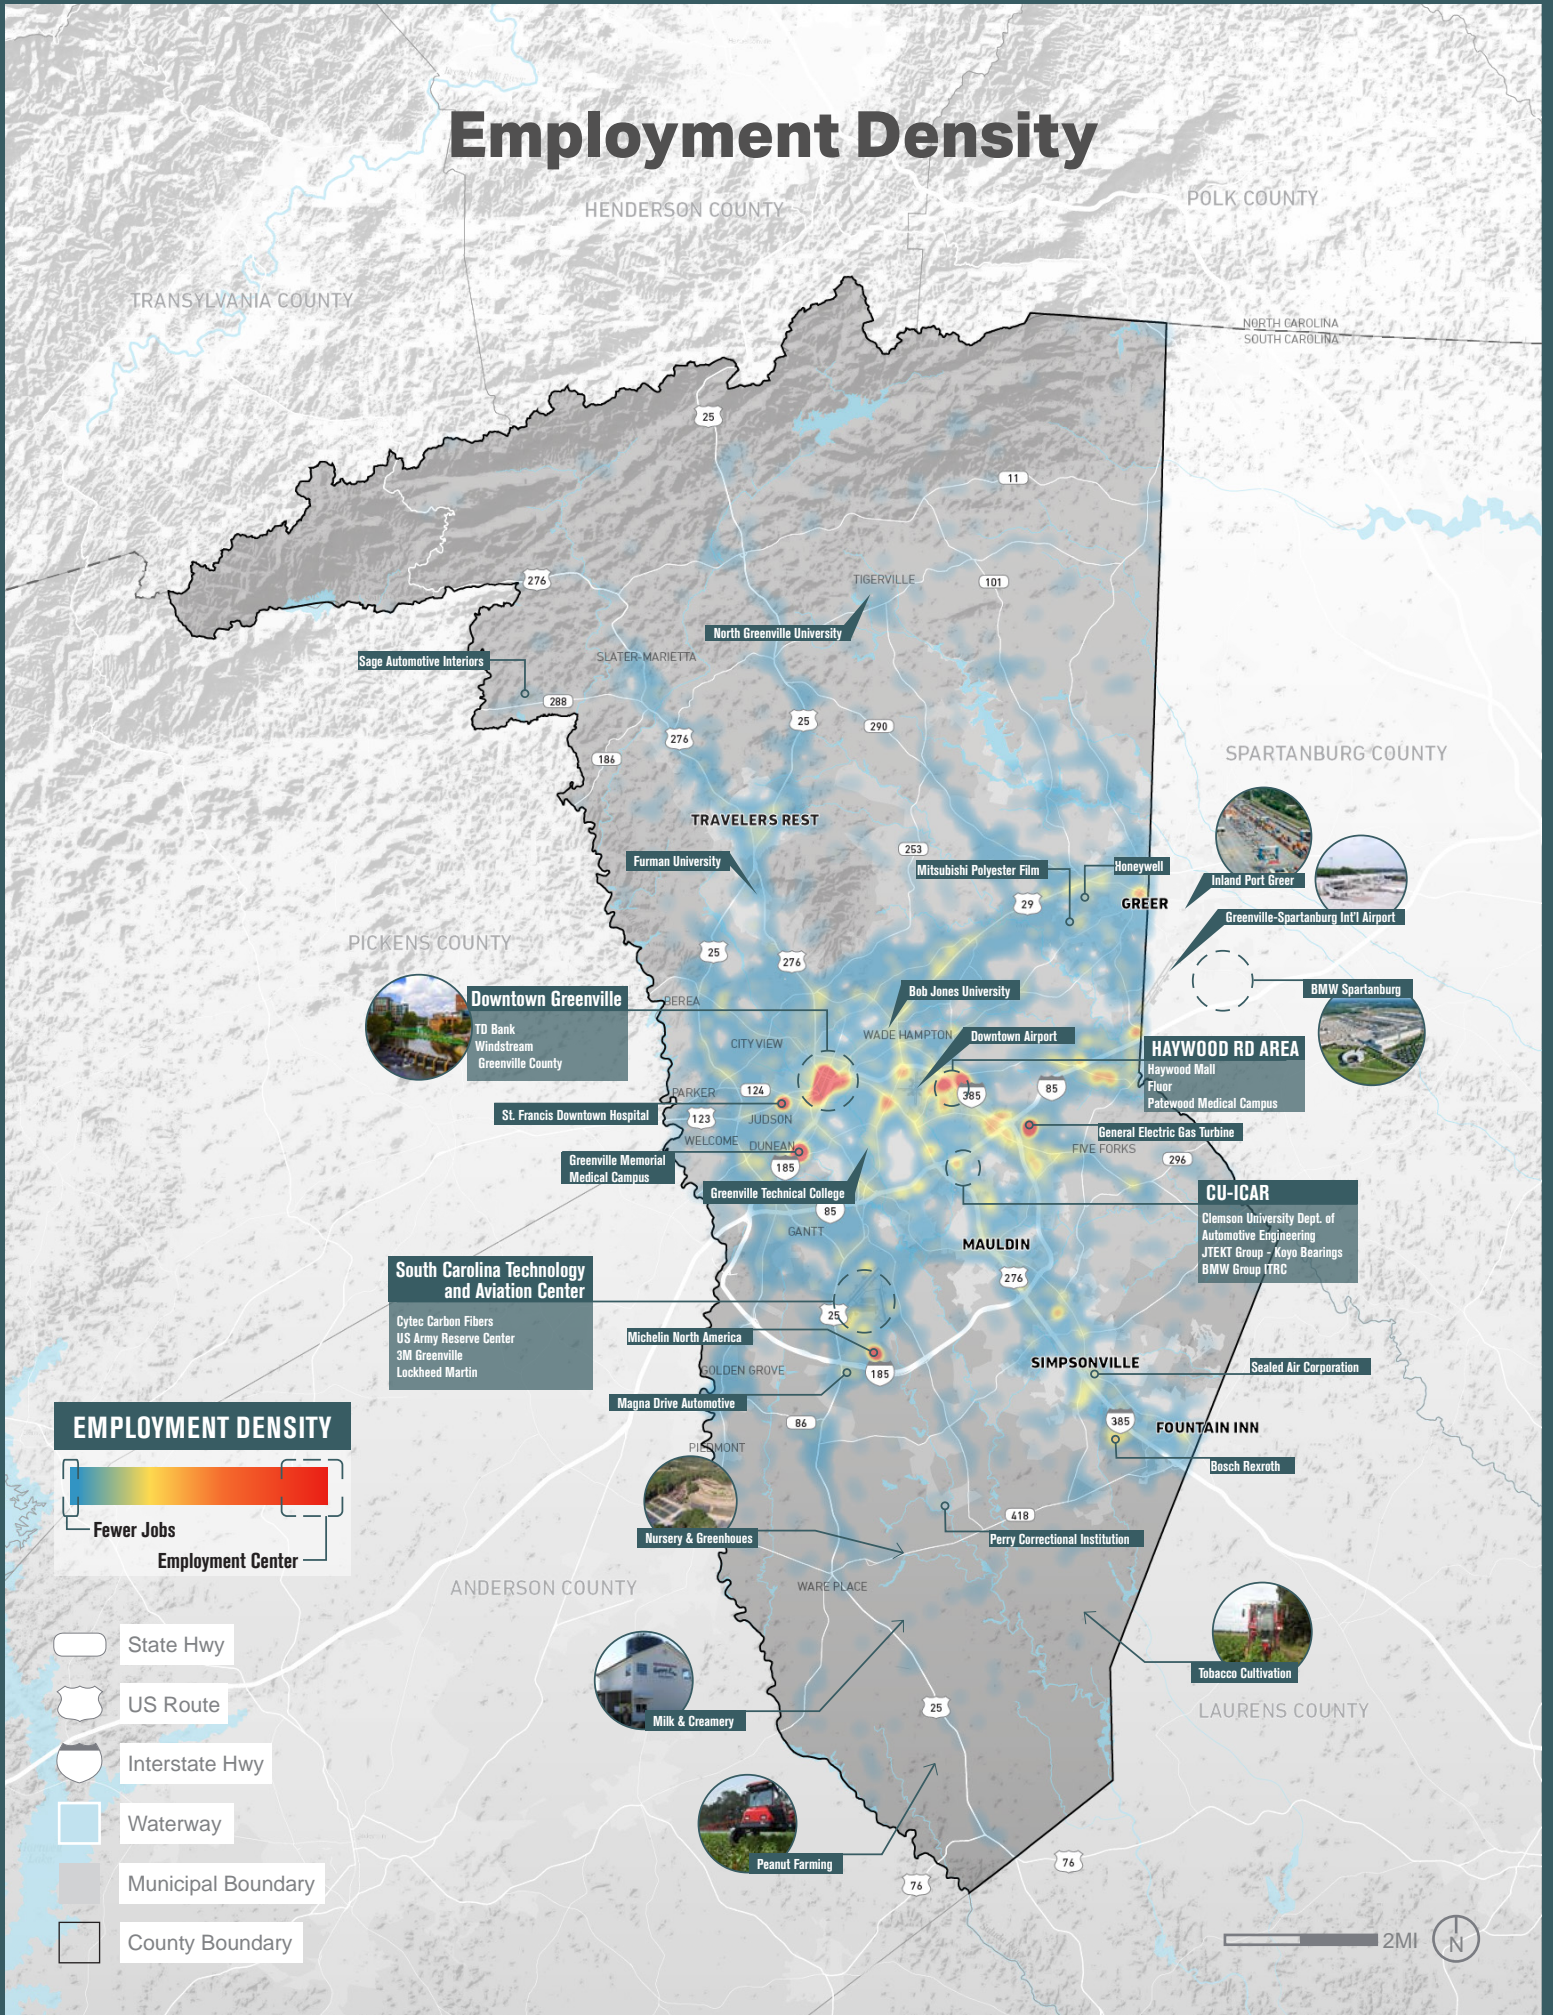 Employment Density
HENDERSON COUNTY
POLK COUNTY
TRANSYLVANIA COUNTY
NORTH CAROLINA
SOUTH CAROLINA
25
11
276
TIGERVILLE
101
North Greenville University
Sage Automotive Interiors
SLATER-MARIETTA
288
25
290
276
186
SPARTANBURG COUNTY
TRAVELERS REST
253
Furman University
Mitsubishi Polyester Film
Honeywell
Inland Port Greer
29
GREER
Greenville-Spartanburg Int'l Airport
PICKENS COUNTY
25
276
BMW Spartanburg
Bob Jones University
Downtown Greenville
BEREA
TD Bank
Windstream
Greenville County
CITY VIEW
WADE HAMPTON
Downtown Airport
HAYWOOD RD AREA
Haywood Mall
Fluor
Patewood Medical Campus
PARKER
124
385
85
St. Francis Downtown Hospital
123
JUDSON
General Electric Gas Turbine
WELCOME
DUNEAN
FIVE FORKS
296
Greenville Memorial
Medical Campus
185
Greenville Technical College
CU-ICAR
Clemson University Dept. of
Automotive Engineering
JTEKT Group - Koyo Bearings
BMW Group ITRC
85
GANTT
MAULDIN
276
South Carolina Technology
and Aviation Center
Cytec Carbon Fibers
US Army Reserve Center
3M Greenville
Lockheed Martin
25
Michelin North America
SIMPSONVILLE
Sealed Air Corporation
GOLDEN GROVE
185
Magna Drive Automotive
86
385
FOUNTAIN INN
PIEDMONT
Bosch Rexroth
EMPLOYMENT DENSITY
Fewer Jobs
Employment Center
418
Nursery & Greenhoues
Perry Correctional Institution
ANDERSON COUNTY
WARE PLACE
State Hwy
Tobacco Cultivation
US Route
25
LAURENS COUNTY
Milk & Creamery
Interstate Hwy
Waterway
Peanut Farming
76
76
Municipal Boundary
County Boundary
2MI
N